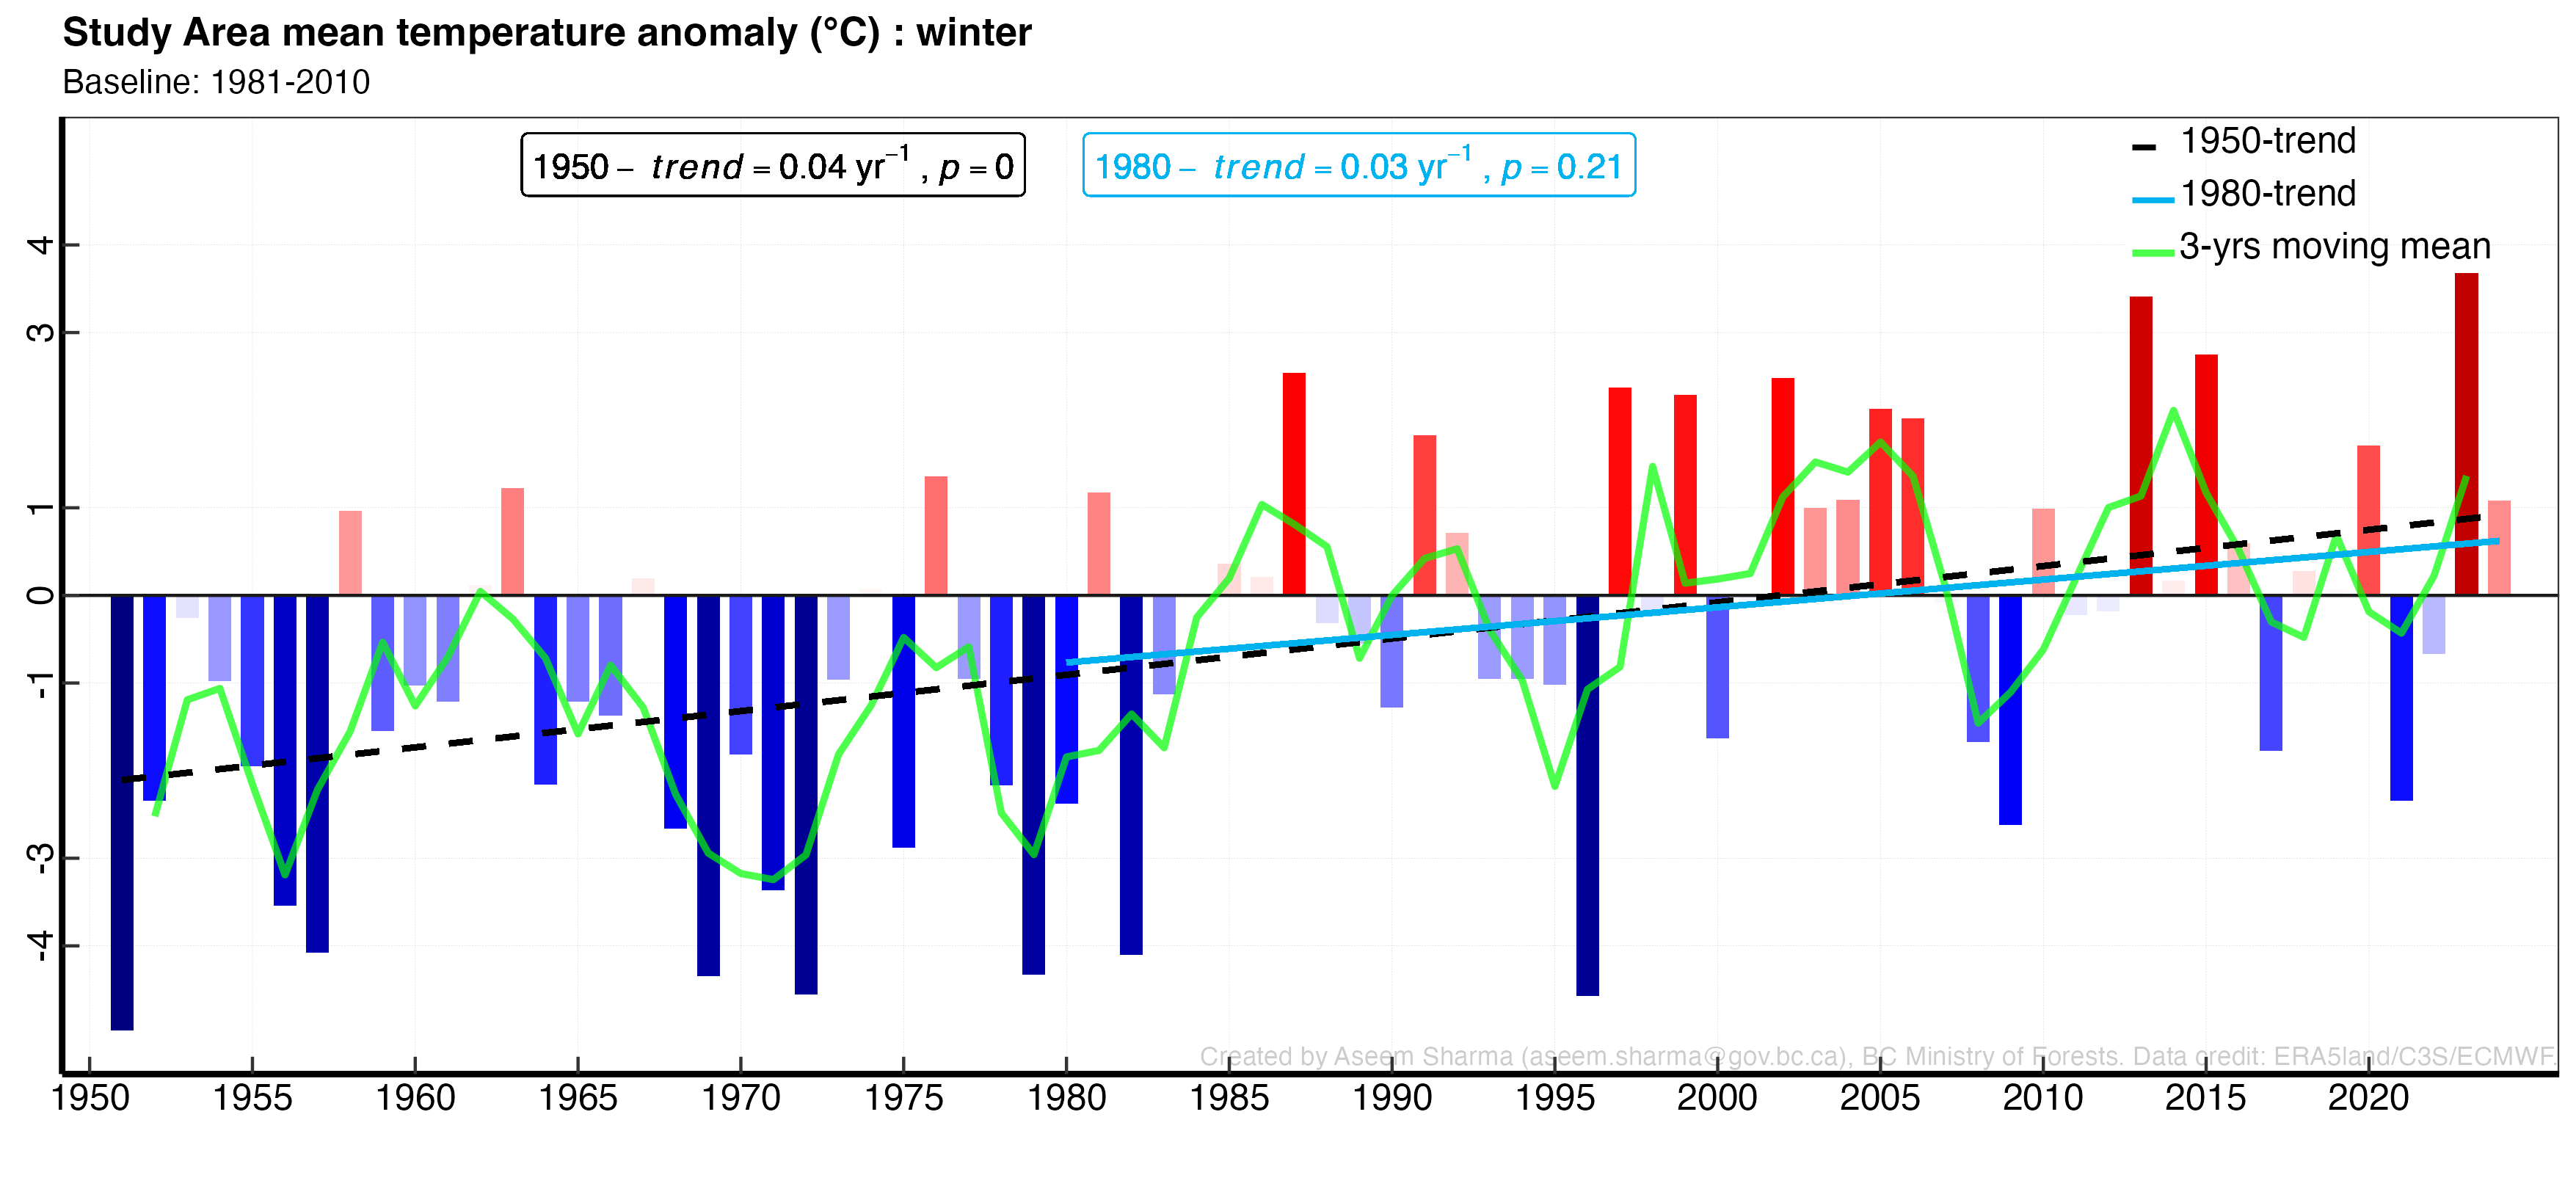 Study Area mean temperature anomaly (°C) : winter
Baseline: 1981-2010
1950 – trend = 0.04 yr⁻¹ , p = 0
1980 – trend = 0.03 yr⁻¹ , p = 0.21
1950-trend
1980-trend
3-yrs moving mean
4
3
1
0
-1
-3
-4
Created by Aseem Sharma (aseem.sharma@gov.bc.ca), BC Ministry of Forests. Data credit: ERA5land/C3S/ECMWF.
1950 1955 1960 1965 1970 1975 1980 1985 1990 1995 2000 2005 2010 2015 2020